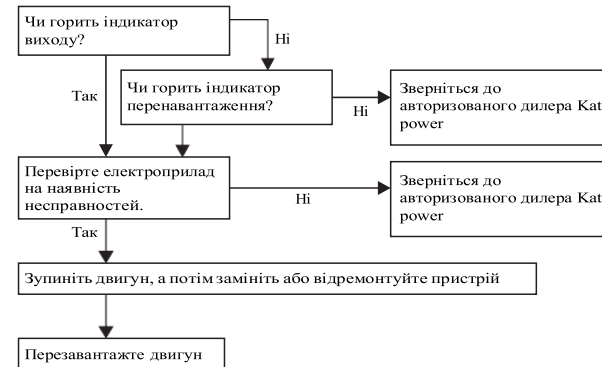 Чи горить індикатор
виходу?
Ні
Чи горить індикатор
перенавантаження?
Так
Ні
Зверніться до
авторизованого дилера Kat
power
Перевірте електроприлад
на наявність
несправностей.
Ні
Зверніться до
авторизованого дилера Kat
power
Так
Зупиніть двигун, а потім замініть або відремонтуйте пристрій
Перезавантажте двигун